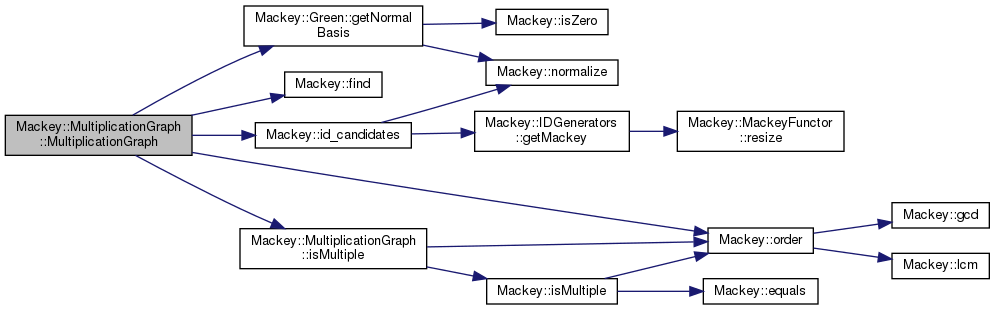 Mackey::MultiplicationGraph
::MultiplicationGraph
Mackey::Green::getNormal
Basis
Mackey::isZero
Mackey::normalize
Mackey::find
Mackey::id_candidates
Mackey::IDGenerators
::getMackey
Mackey::MackeyFunctor
::resize
Mackey::MultiplicationGraph
::isMultiple
Mackey::order
Mackey::gcd
Mackey::lcm
Mackey::isMultiple
Mackey::equals